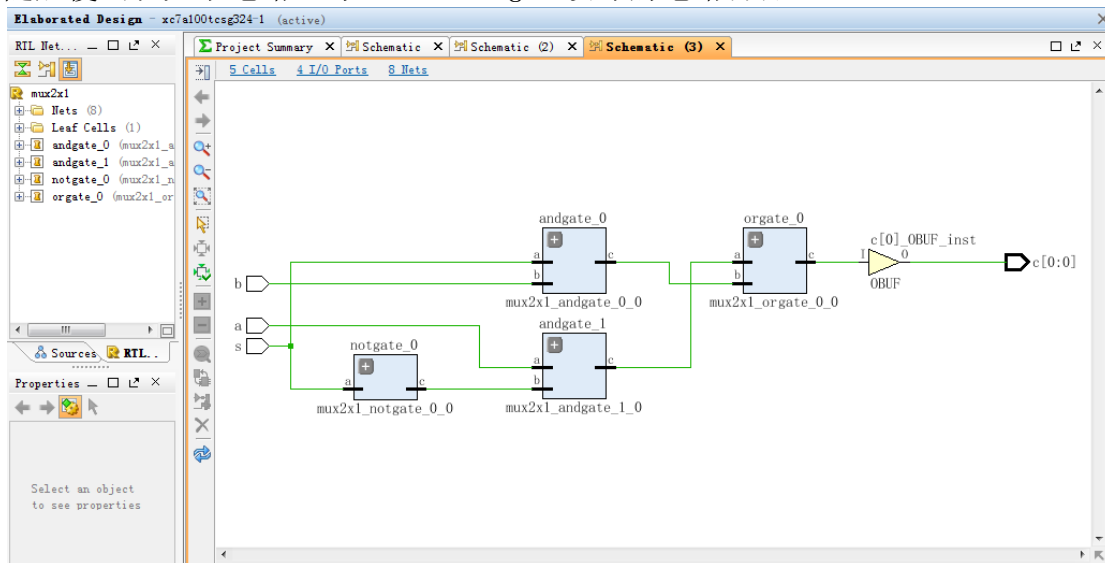 Elaborated Design - xc7a100tcsg324-1 (active)
RTL Net...
Project Summary
Schematic
Schematic (2)
Schematic (3)
5 Cells 4 I/O Ports 8 Nets
mux2x1
Nets (8)
Leaf Cells (1)
andgate_0 (mux2x1_a
andgate_1 (mux2x1_a
notgate_0 (mux2x1_n
orgate_0 (mux2x1_or
Sources
RTL..
Properties
Select an object
to see properties
andgate_0
a
b
c
mux2x1_andgate_0_0
orgate_0
a
b
c
mux2x1_orgate_0_0
c[0]_OBUF_inst
I
O
OBUF
c[0:0]
b
a
s
notgate_0
a
c
mux2x1_notgate_0_0
andgate_1
a
b
c
mux2x1_andgate_1_0